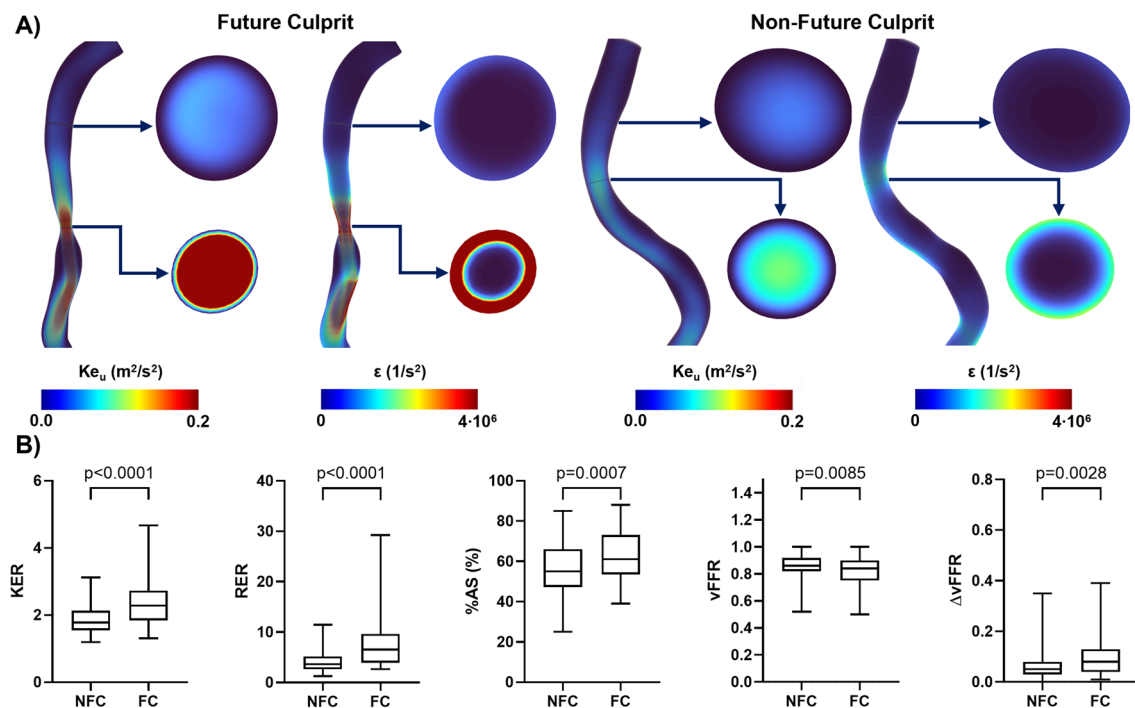 A)
Future Culprit
Non-Future Culprit
Keᵤ (m²/s²)
0.0
0.2
ε (1/s²)
0
4·10⁶
Keᵤ (m²/s²)
0.0
0.2
ε (1/s²)
0
4·10⁶
B)
p<0.0001
KER
6
4
2
0
NFC
FC
p<0.0001
RER
40
30
20
10
0
NFC
FC
p=0.0007
%AS (%)
100
80
60
40
20
0
NFC
FC
p=0.0085
vFFR
1.4
1.2
1.0
0.8
0.6
0.4
0.2
0.0
NFC
FC
p=0.0028
ΔvFFR
0.8
0.6
0.4
0.2
0.0
NFC
FC